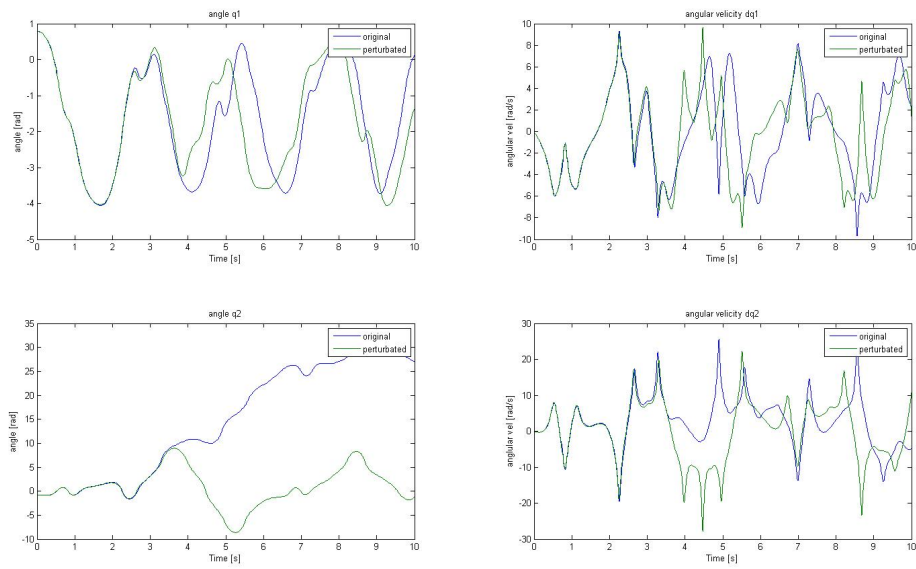 angle q1
original
perturbated
1
0
-1
-2
-3
-4
-5
angle [rad]
0 1 2 3 4 5 6 7 8 9 10
Time [s]
angular velicity dq1
original
perturbated
10
8
6
4
2
0
-2
-4
-6
-8
-10
anglular vel [rad/s]
0 1 2 3 4 5 6 7 8 9 10
Time [s]
angle q2
original
perturbated
35
30
25
20
15
10
5
0
-5
-10
angle [rad]
0 1 2 3 4 5 6 7 8 9 10
Time [s]
angular velicity dq2
original
perturbated
30
20
10
0
-10
-20
-30
anglular vel [rad/s]
0 1 2 3 4 5 6 7 8 9 10
Time [s]